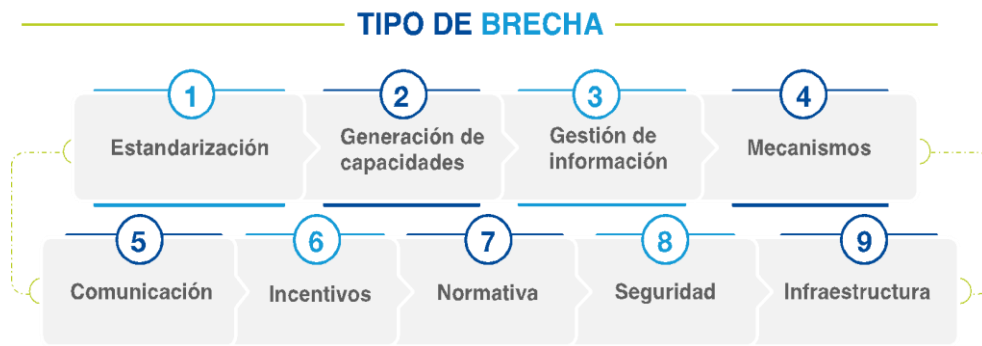 TIPO DE BRECHA
1
Estandarización
2
Generación de
capacidades
3
Gestión de
información
4
Mecanismos
5
Comunicación
6
Incentivos
7
Normativa
8
Seguridad
9
Infraestructura